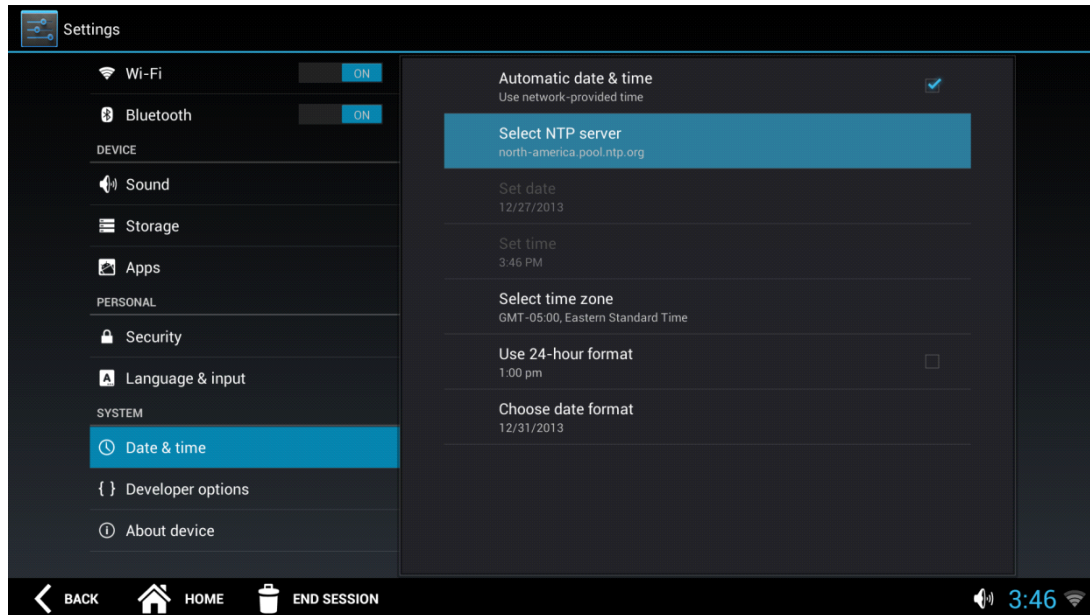 Settings
Wi-Fi
ON
Bluetooth
ON
DEVICE
Sound
Storage
Apps
PERSONAL
Security
Language & input
SYSTEM
Date & time
{ } Developer options
About device
Automatic date & time
Use network-provided time
Select NTP server
north-america.pool.ntp.org
Set date
12/27/2013
Set time
3:46 PM
Select time zone
GMT-05:00, Eastern Standard Time
Use 24-hour format
1:00 pm
Choose date format
12/31/2013
BACK
HOME
END SESSION
3:46